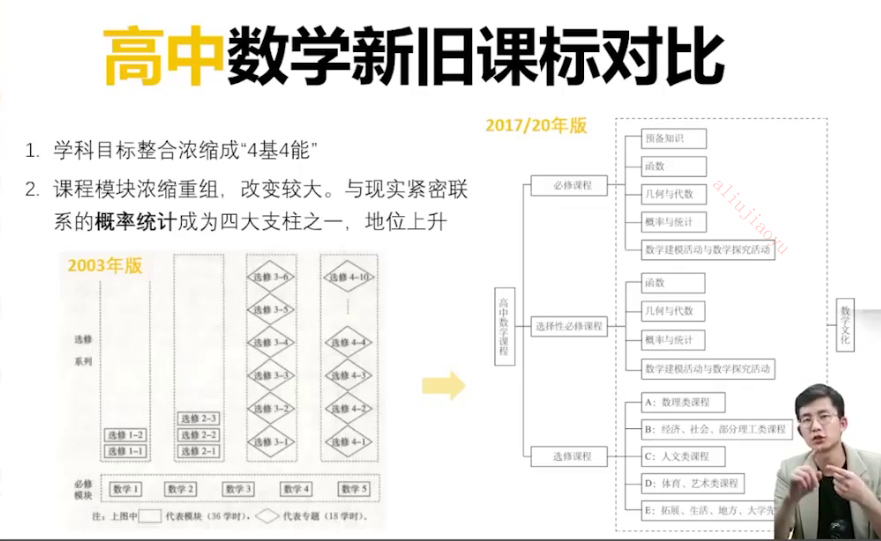 高中数学新旧课标对比
1. 学科目标整合浓缩成“4基4能”
2. 课程模块浓缩重组，改变较大。与现实紧密联
系的概率统计成为四大支柱之一，地位上升
2003年版
选修 3-6
选修 4-10
选修 3-5
选修
系列
选修 3-4
选修 4-4
选修 3-3
选修 4-3
选修 2-3
选修 3-2
选修 4-2
选修 1-2
选修 2-2
选修 1-1
选修 2-1
选修 3-1
选修 4-1
必修
模块
数学 1
数学 2
数学 3
数学 4
数学 5
注：上图中 代表模块（36 学时）， 代表专题（18 学时）。
2017/20年版
高中数学课程
必修课程
预备知识
函数
几何与代数
概率与统计
数学建模活动与数学探究活动
选择性必修课程
函数
几何与代数
概率与统计
数学建模活动与数学探究活动
选修课程
A：数理类课程
B：经济、社会、部分理工类课程
C：人文类课程
D：体育、艺术类课程
E：拓展、生活、地方、大学先
数学文化
aliujiaoyu